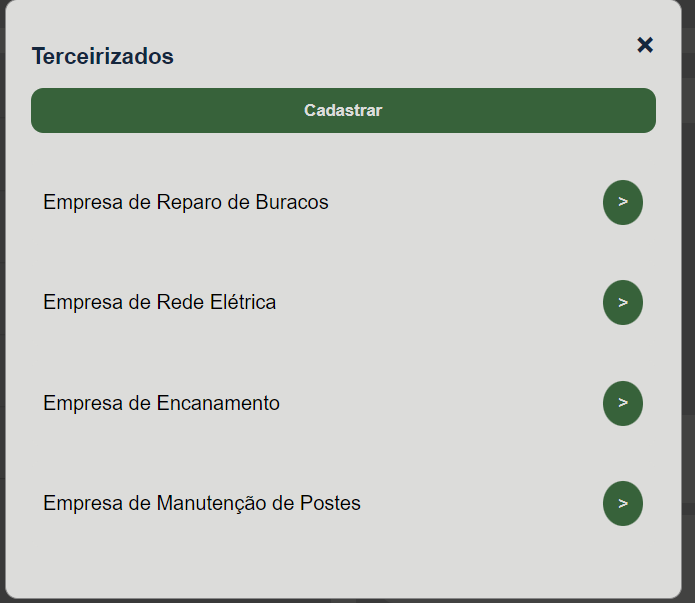 Terceirizados
×
Cadastrar
Empresa de Reparo de Buracos
>
Empresa de Rede Elétrica
>
Empresa de Encanamento
>
Empresa de Manutenção de Postes
>